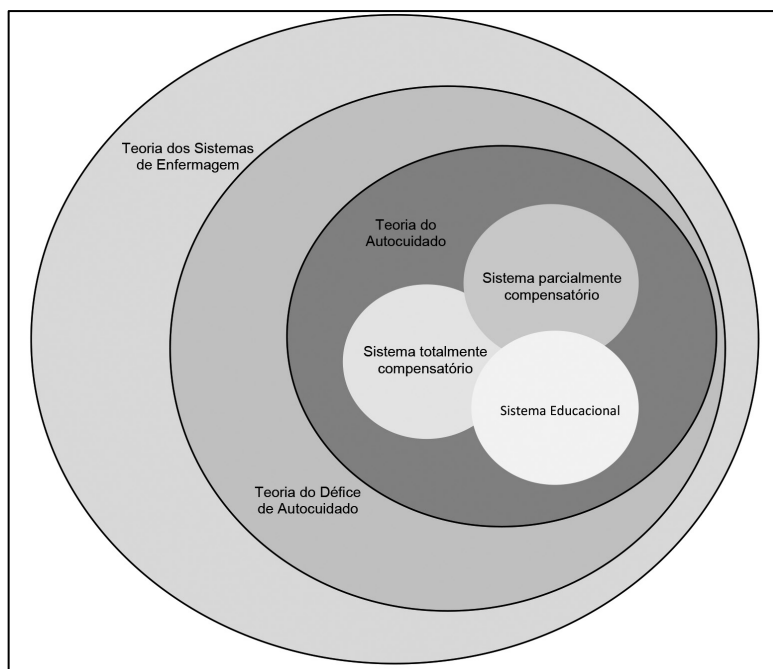 Teoria dos Sistemas
de Enfermagem
Teoria do
Autocuidado
Sistema parcialmente
compensatório
Sistema totalmente
compensatório
Sistema Educacional
Teoria do Défice
de Autocuidado